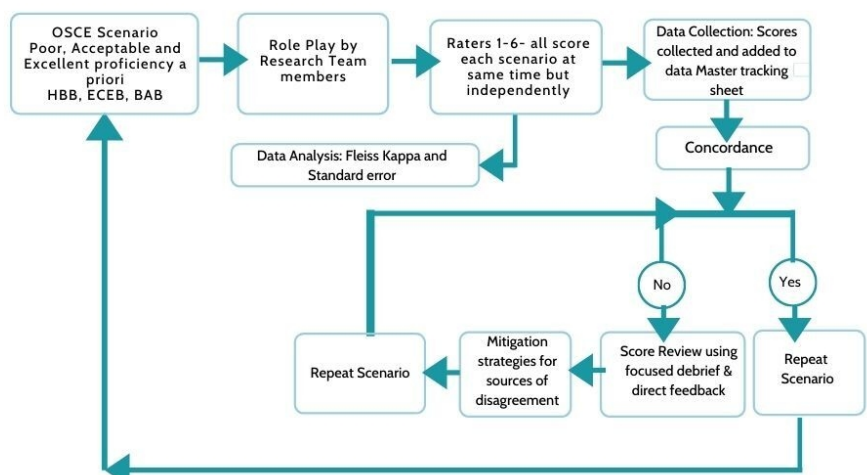 OSCE Scenario
Poor, Acceptable and
Excellent proficiency a
priori
HBB, ECEB, BAB
Role Play by
Research Team
members
Raters 1-6- all score
each scenario at
same time but
independently
Data Collection: Scores
collected and added to
data Master tracking
sheet
Data Analysis: Fleiss Kappa and
Standard error
Concordance
No
Yes
Repeat Scenario
Mitigation
strategies for
sources of
disagreement
Score Review using
focused debrief &
direct feedback
Repeat
Scenario